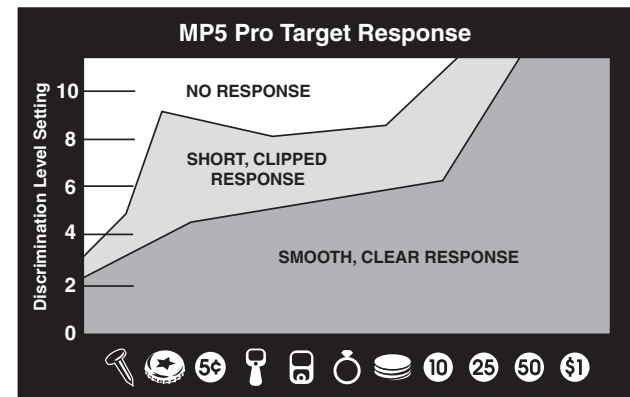 MP5 Pro Target Response
Discrimination Level Setting
10
8
6
4
2
0
NO RESPONSE
SHORT, CLIPPED
RESPONSE
SMOOTH, CLEAR RESPONSE
5¢ 10 25 50 $1